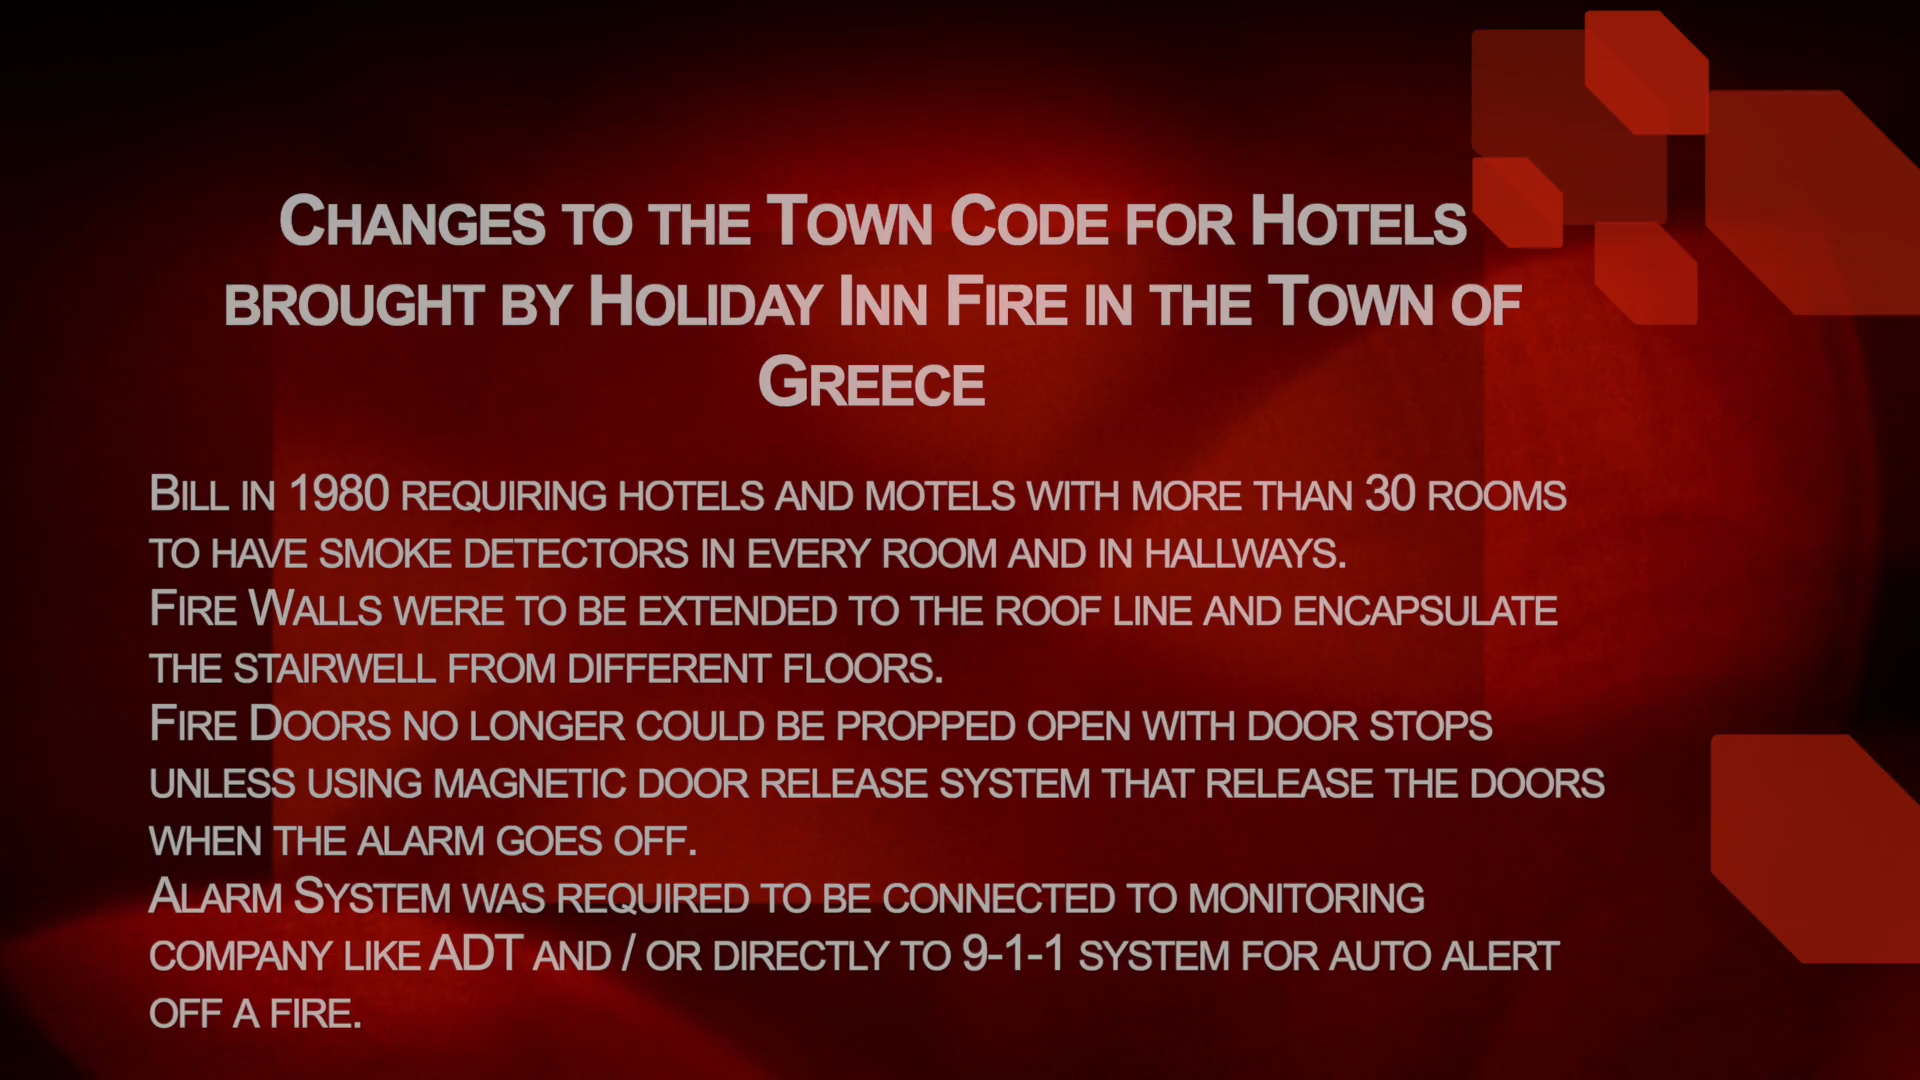 Changes to the Town Code for Hotels
brought by Holiday Inn Fire in the Town of
Greece
Bill in 1980 requiring hotels and motels with more than 30 rooms
to have smoke detectors in every room and in hallways.
Fire Walls were to be extended to the roof line and encapsulate
the stairwell from different floors.
Fire Doors no longer could be propped open with door stops
unless using magnetic door release system that release the doors
when the alarm goes off.
Alarm System was required to be connected to monitoring
company like ADT and / or directly to 9-1-1 system for auto alert
off a fire.